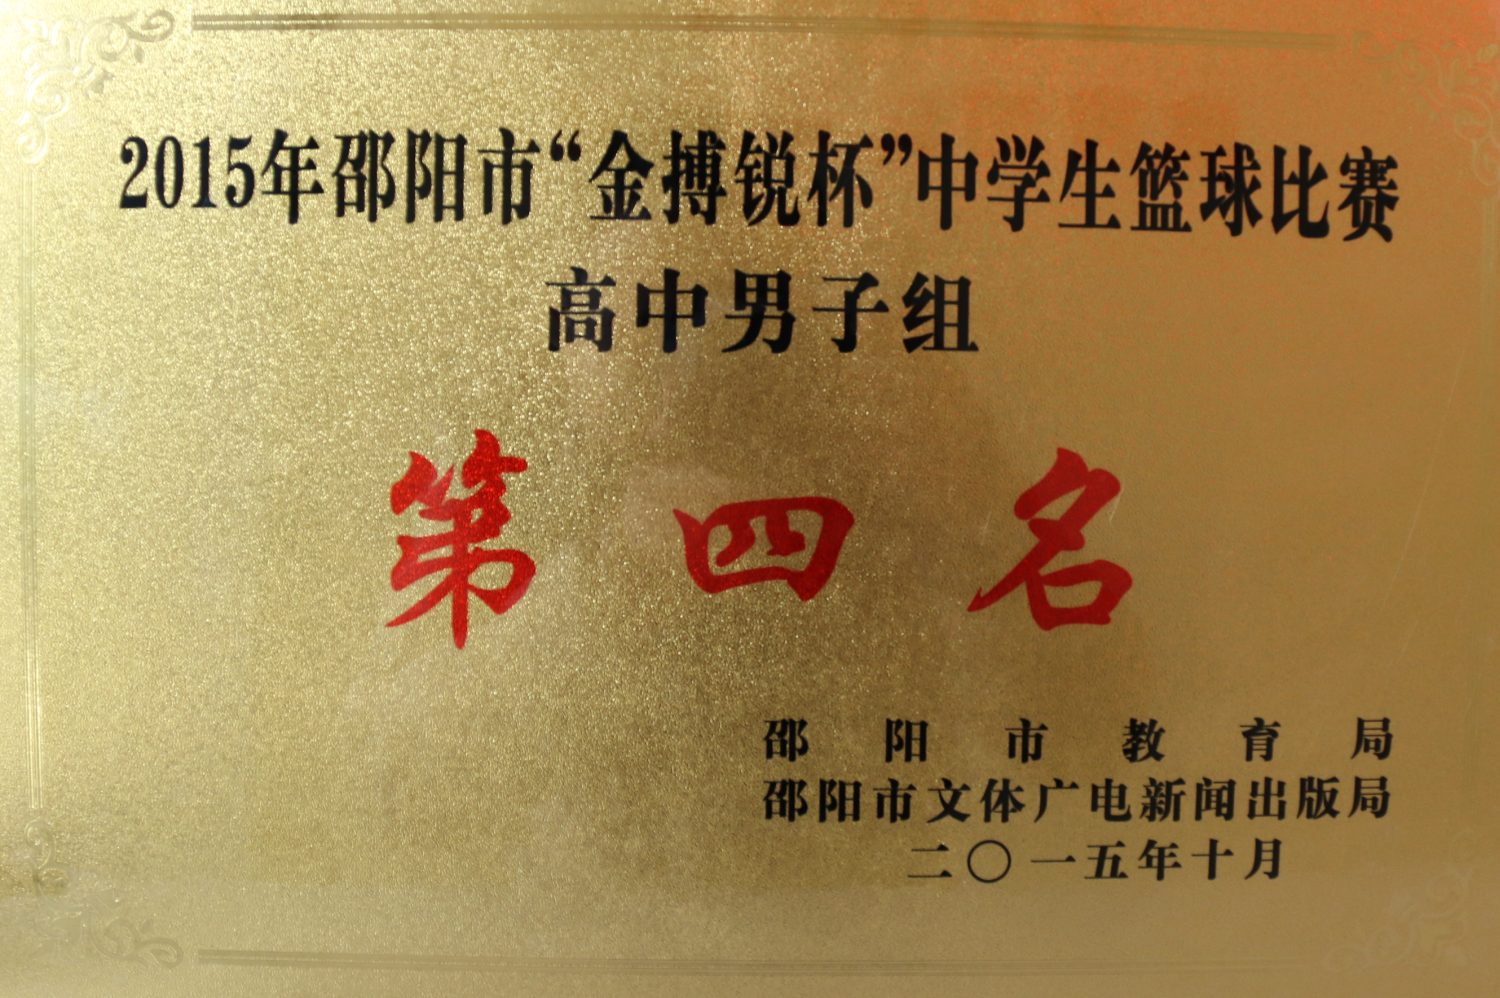 2015年邵阳市“金搏锐杯”中学生篮球比赛
高中男子组
第四名
邵阳市教育局
邵阳市文体广电新闻出版局
二〇一五年十月